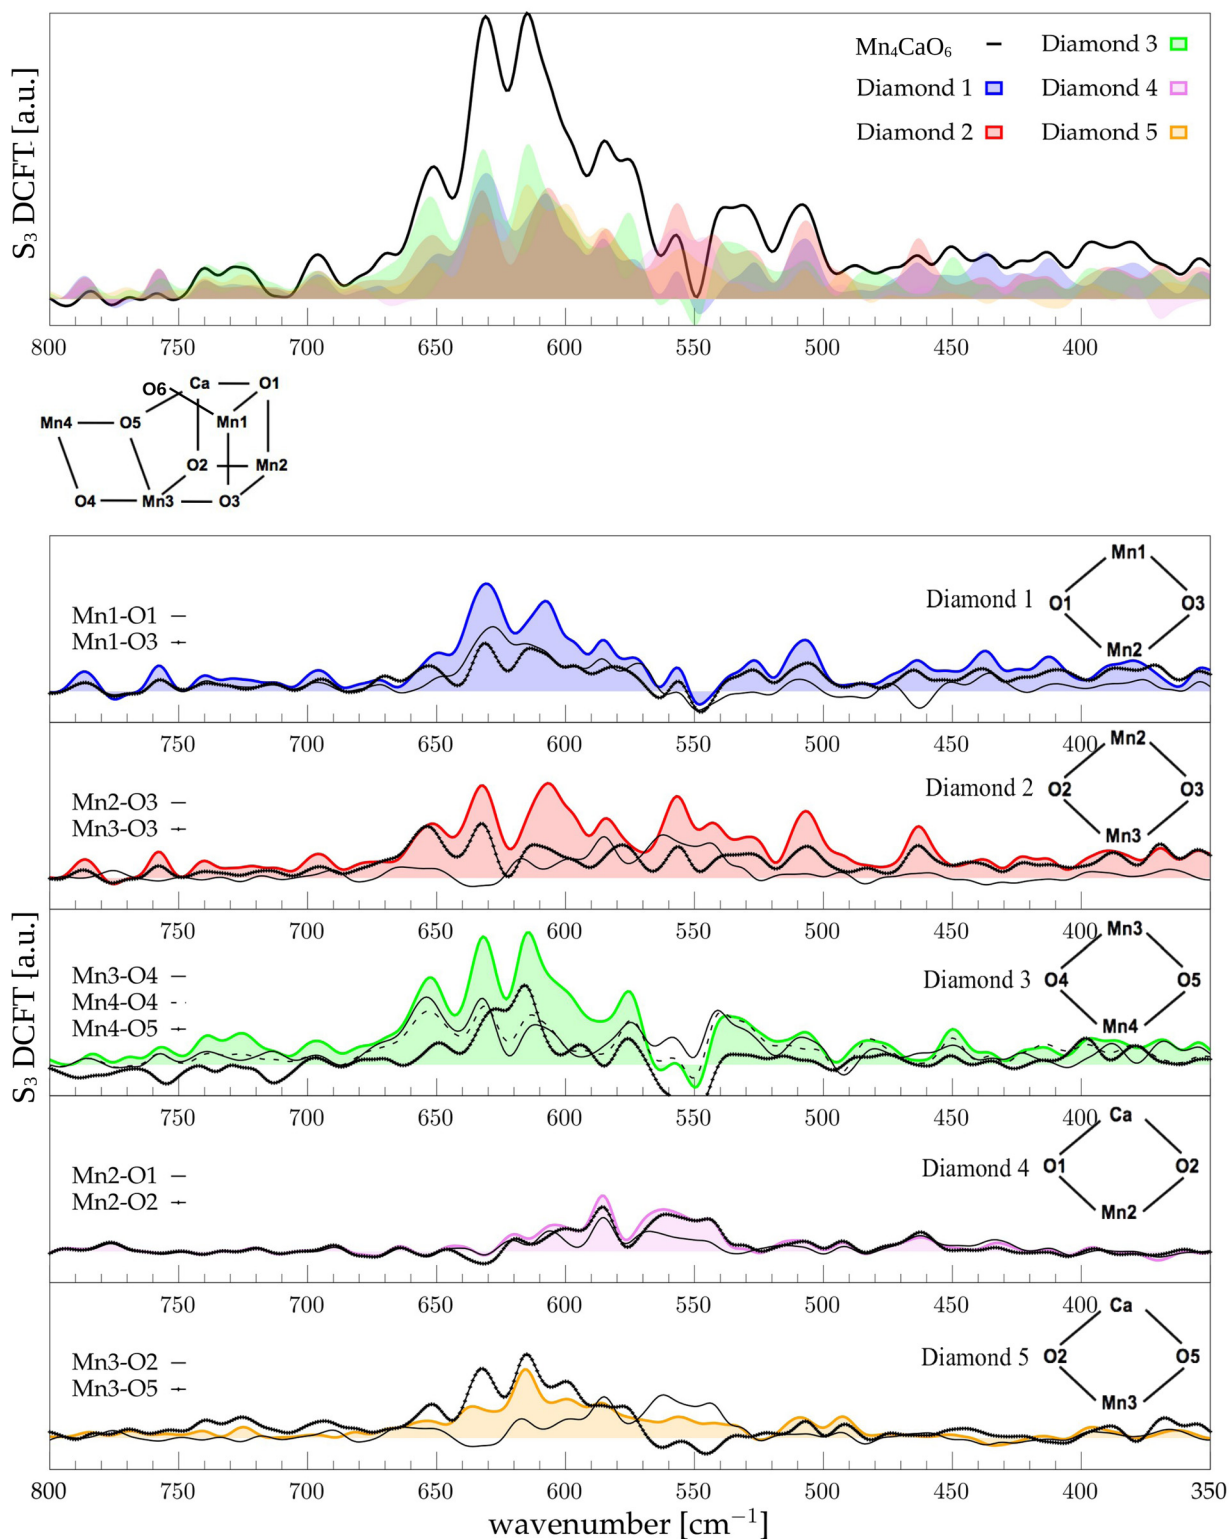 S₃ DCFT [a.u.]
Mn₄CaO₆ Diamond 3
Diamond 1 Diamond 4
Diamond 2 Diamond 5
800 750 700 650 600 550 500 450 400 350
O6 Ca O1
Mn4 O5 Mn1
O2 Mn2
O4 Mn3 O3
Mn1
Diamond 1 O1 O3
Mn1-O1
Mn1-O3
Mn2
750 700 650 600 550 500 450 400
Mn2
Diamond 2 O2 O3
Mn2-O3
Mn3-O3
Mn3
750 700 650 600 550 500 450 400
S₃ DCFT [a.u.]
Mn3
Mn3-O4
Diamond 3 O4 O5
Mn4-O4
Mn4-O5
Mn4
750 700 650 600 550 500 450 400
Ca
Diamond 4 O1 O2
Mn2-O1
Mn2-O2
Mn2
750 700 650 600 550 500 450 400
Ca
Diamond 5 O2 O5
Mn3-O2
Mn3-O5
Mn3
800 750 700 650 600 550 500 450 400 350
wavenumber [cm⁻¹]